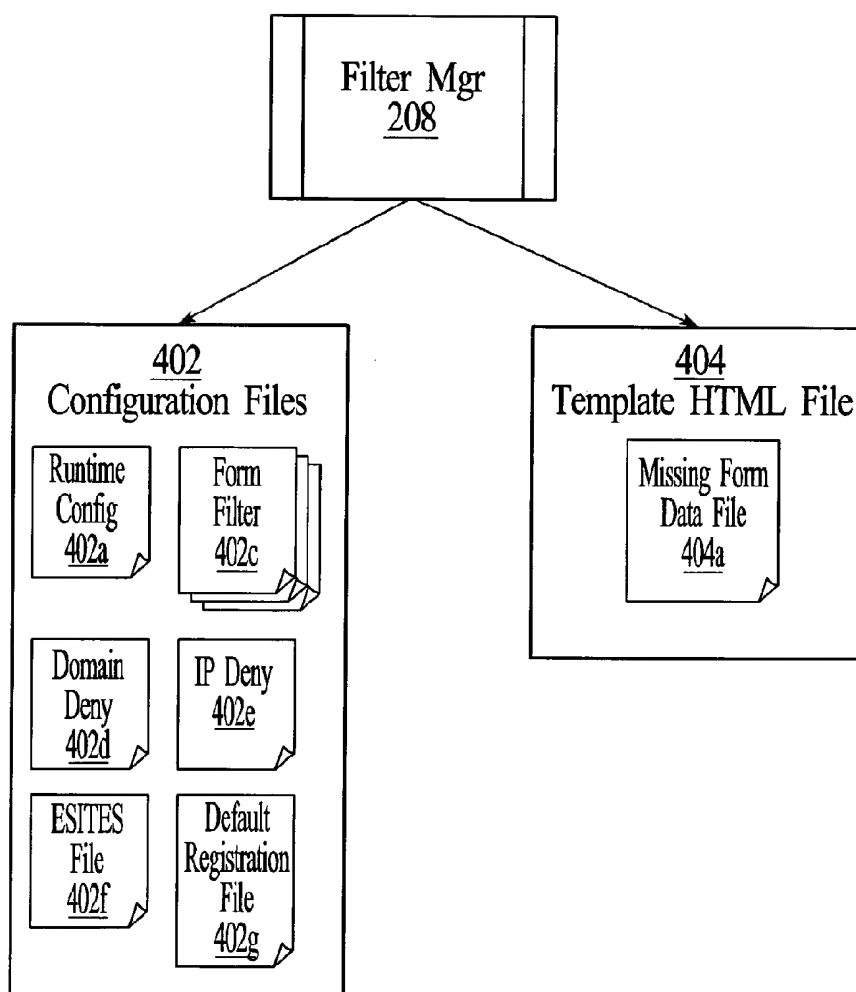 Filter Mgr
208
402
Configuration Files
Runtime
Config
402a
Form
Filter
402c
Domain
Deny
402d
IP Deny
402e
ESITES
File
402f
Default
Registration
File
402g
404
Template HTML File
Missing Form
Data File
404a